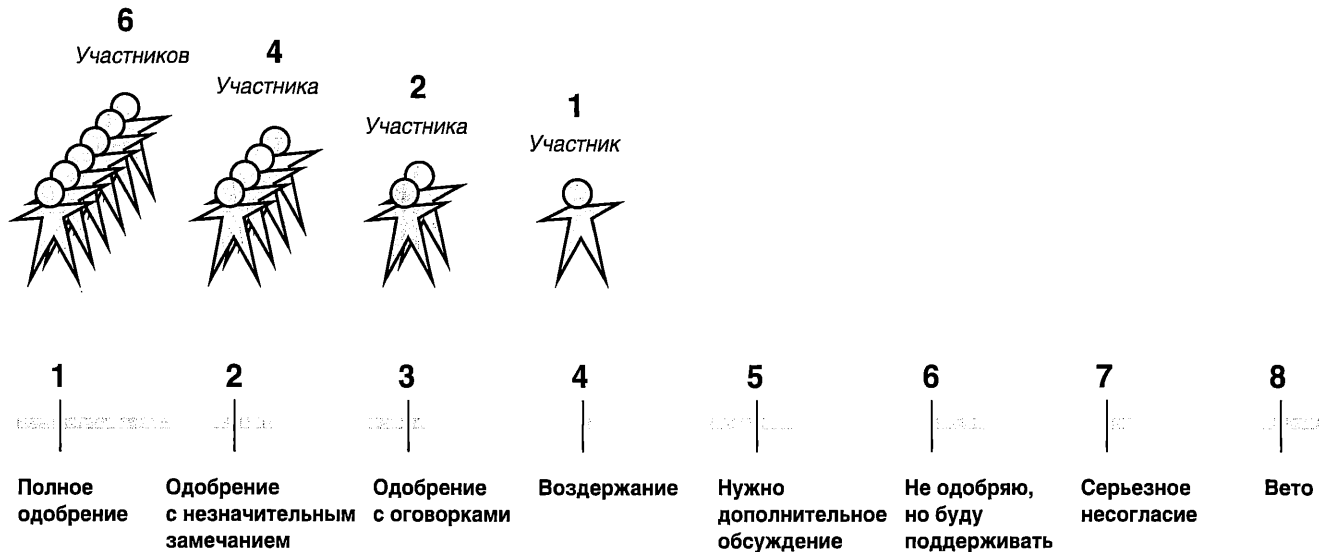 6
Участников
4
Участника
2
Участника
1
Участник
1
2
3
4
5
6
7
8
Полное
одобрение
Одобрение
с незначительным
замечанием
Одобрение
с оговорками
Воздержание
Нужно
дополнительное
обсуждение
Не одобряю,
но буду
поддерживать
Серьезное
несогласие
Вето